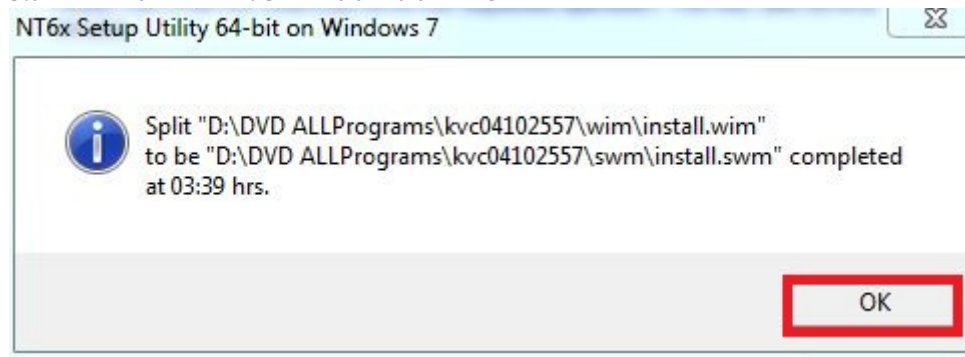 NT6x Setup Utility 64-bit on Windows 7
Split "D:\DVD ALLPrograms\kvc04102557\wim\install.wim"
to be "D:\DVD ALLPrograms\kvc04102557\swm\install.swm" completed
at 03:39 hrs.
OK